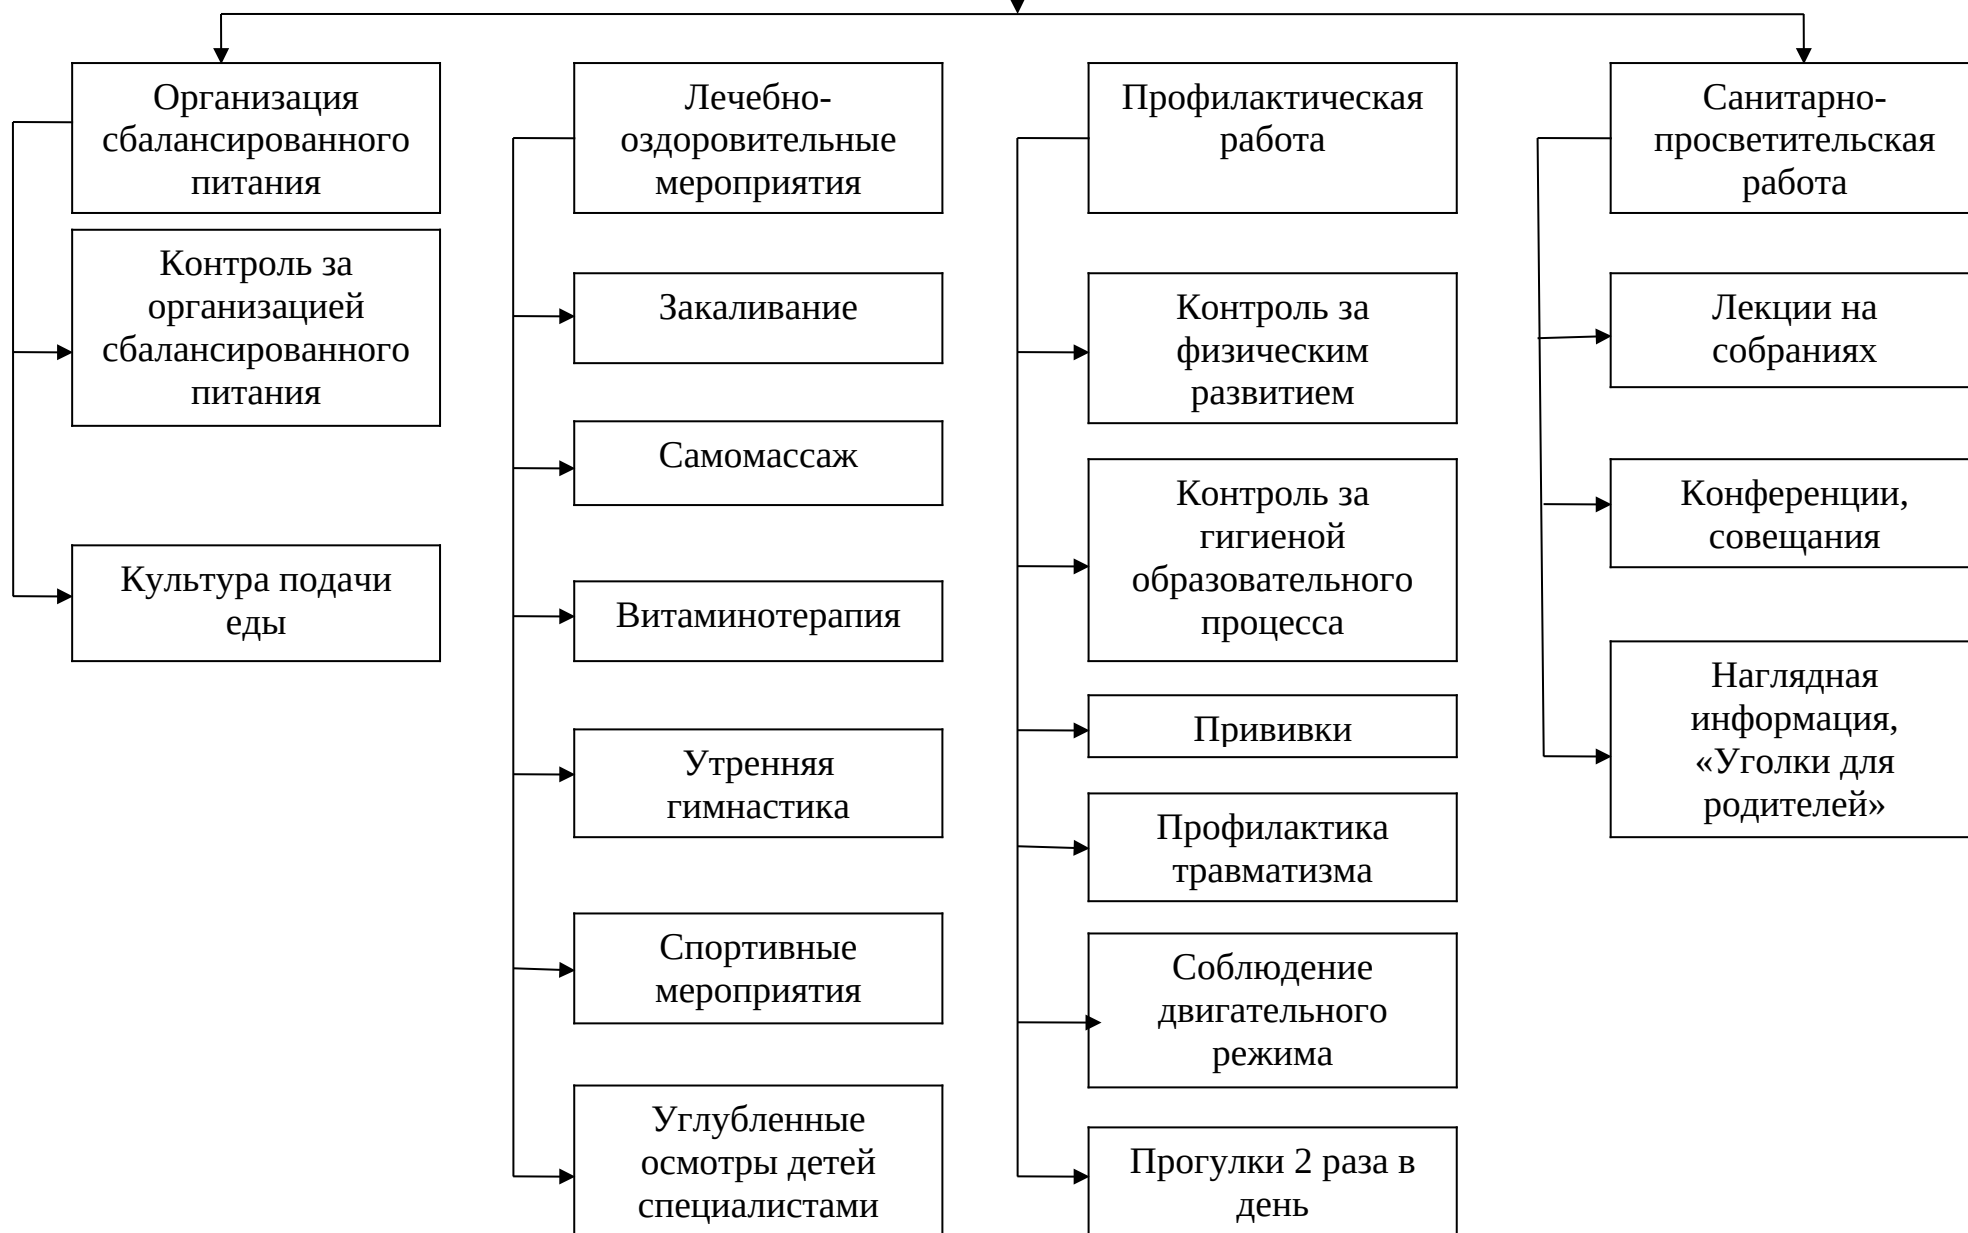 Организация
сбалансированного
питания
Контроль за
организацией
сбалансированного
питания
Культура подачи
еды
Лечебно-
оздоровительные
мероприятия
Закаливание
Самомассаж
Витаминотерапия
Утренняя
гимнастика
Спортивные
мероприятия
Углубленные
осмотры детей
специалистами
Профилактическая
работа
Контроль за
физическим
развитием
Контроль за
гигиеной
образовательного
процесса
Прививки
Профилактика
травматизма
Соблюдение
двигательного
режима
Прогулки 2 раза в
день
Санитарно-
просветительская
работа
Лекции на
собраниях
Конференции,
совещания
Наглядная
информация,
«Уголки для
родителей»